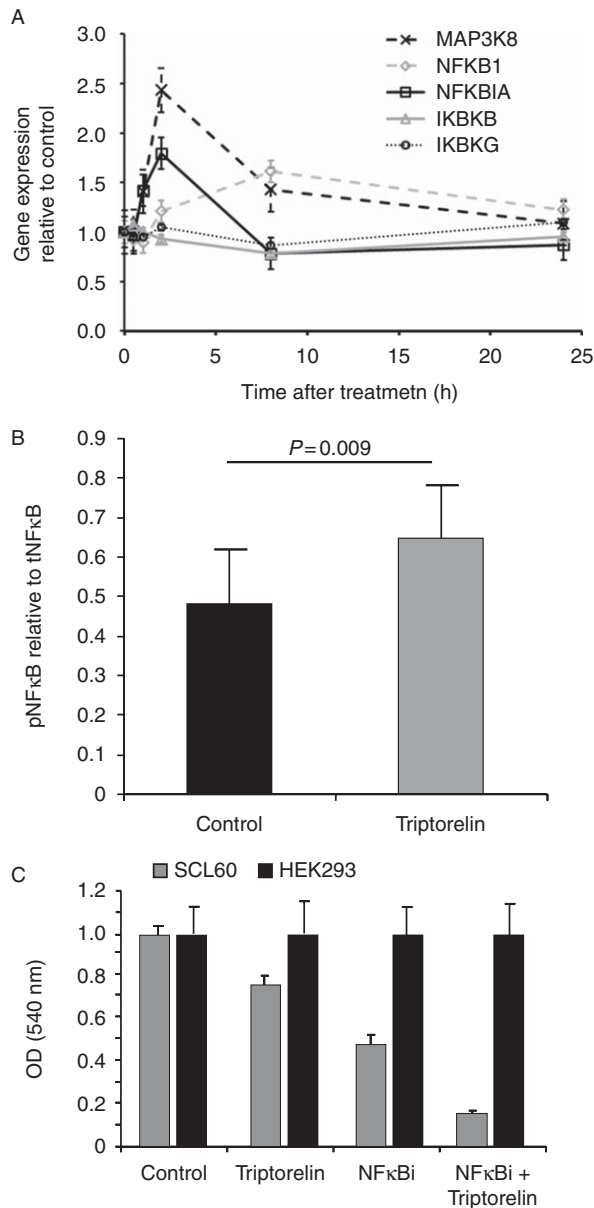 A
3.0
2.5
2.0
1.5
1.0
0.5
0.0
Gene expression
relative to control
MAP3K8
NFKB1
NFKBIA
IKBKB
IKBKG
0 5 10 15 20 25
Time after treatmetn (h)
B
0.9
0.8
0.7
0.6
0.5
0.4
0.3
0.2
0.1
0
pNFκB relative to tNFκB
P=0.009
Control Triptorelin
C
SCL60 HEK293
1.2
1.0
0.8
0.6
0.4
0.2
0
OD (540 nm)
Control Triptorelin NFκBi NFκBi +
Triptorelin